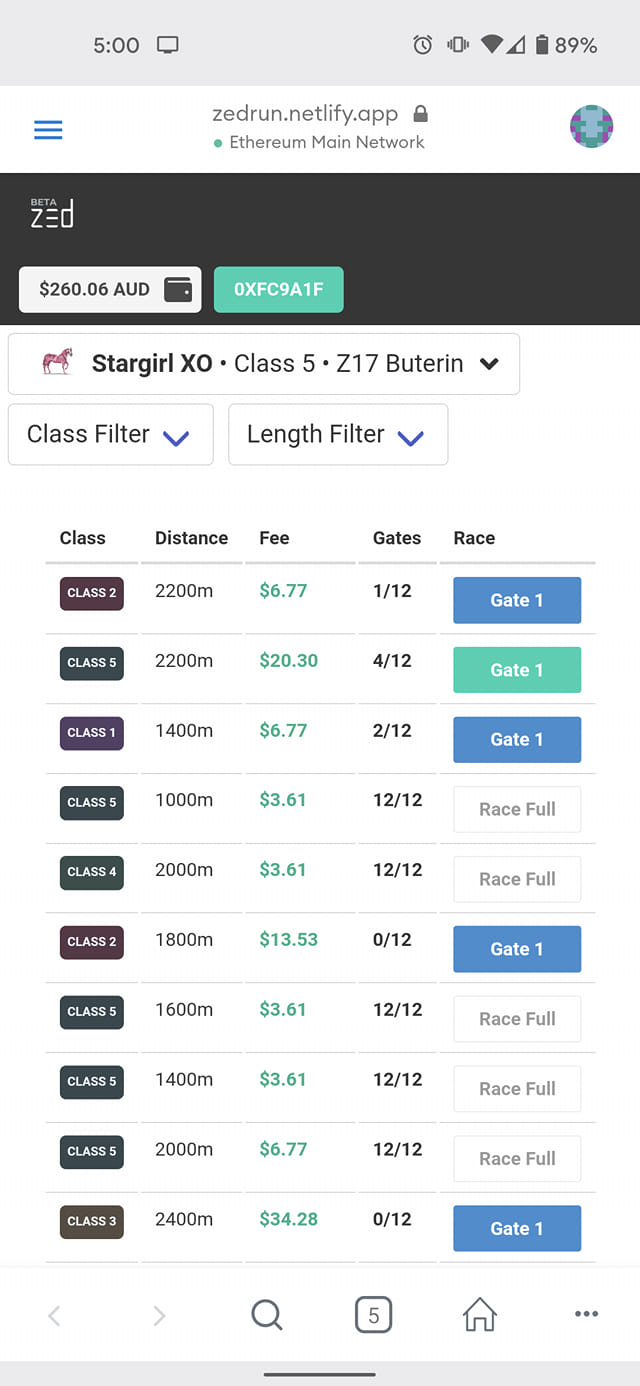 5:00 89%
zedrun.netlify.app
Ethereum Main Network
BETA
zed
$260.06 AUD 0XFC9A1F
Stargirl XO • Class 5 • Z17 Buterin
Class Filter Length Filter
Class Distance Fee Gates Race
CLASS 2 2200m $6.77 1/12 Gate 1
CLASS 5 2200m $20.30 4/12 Gate 1
CLASS 1 1400m $6.77 2/12 Gate 1
CLASS 5 1000m $3.61 12/12 Race Full
CLASS 4 2000m $3.61 12/12 Race Full
CLASS 2 1800m $13.53 0/12 Gate 1
CLASS 5 1600m $3.61 12/12 Race Full
CLASS 5 1400m $3.61 12/12 Race Full
CLASS 5 2000m $6.77 12/12 Race Full
CLASS 3 2400m $34.28 0/12 Gate 1
5